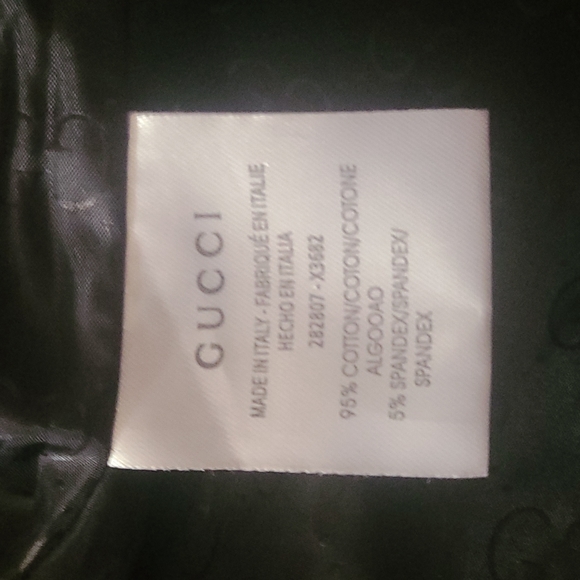 GUCCI
MADE IN ITALY - FABRIQUÉ EN ITALIE
HECHO EN ITALIA
282807 - X3682
95% COTTON/COTON/COTONE
ALGOOAO
5% SPANDEX/SPANDEX/
SPANDEX